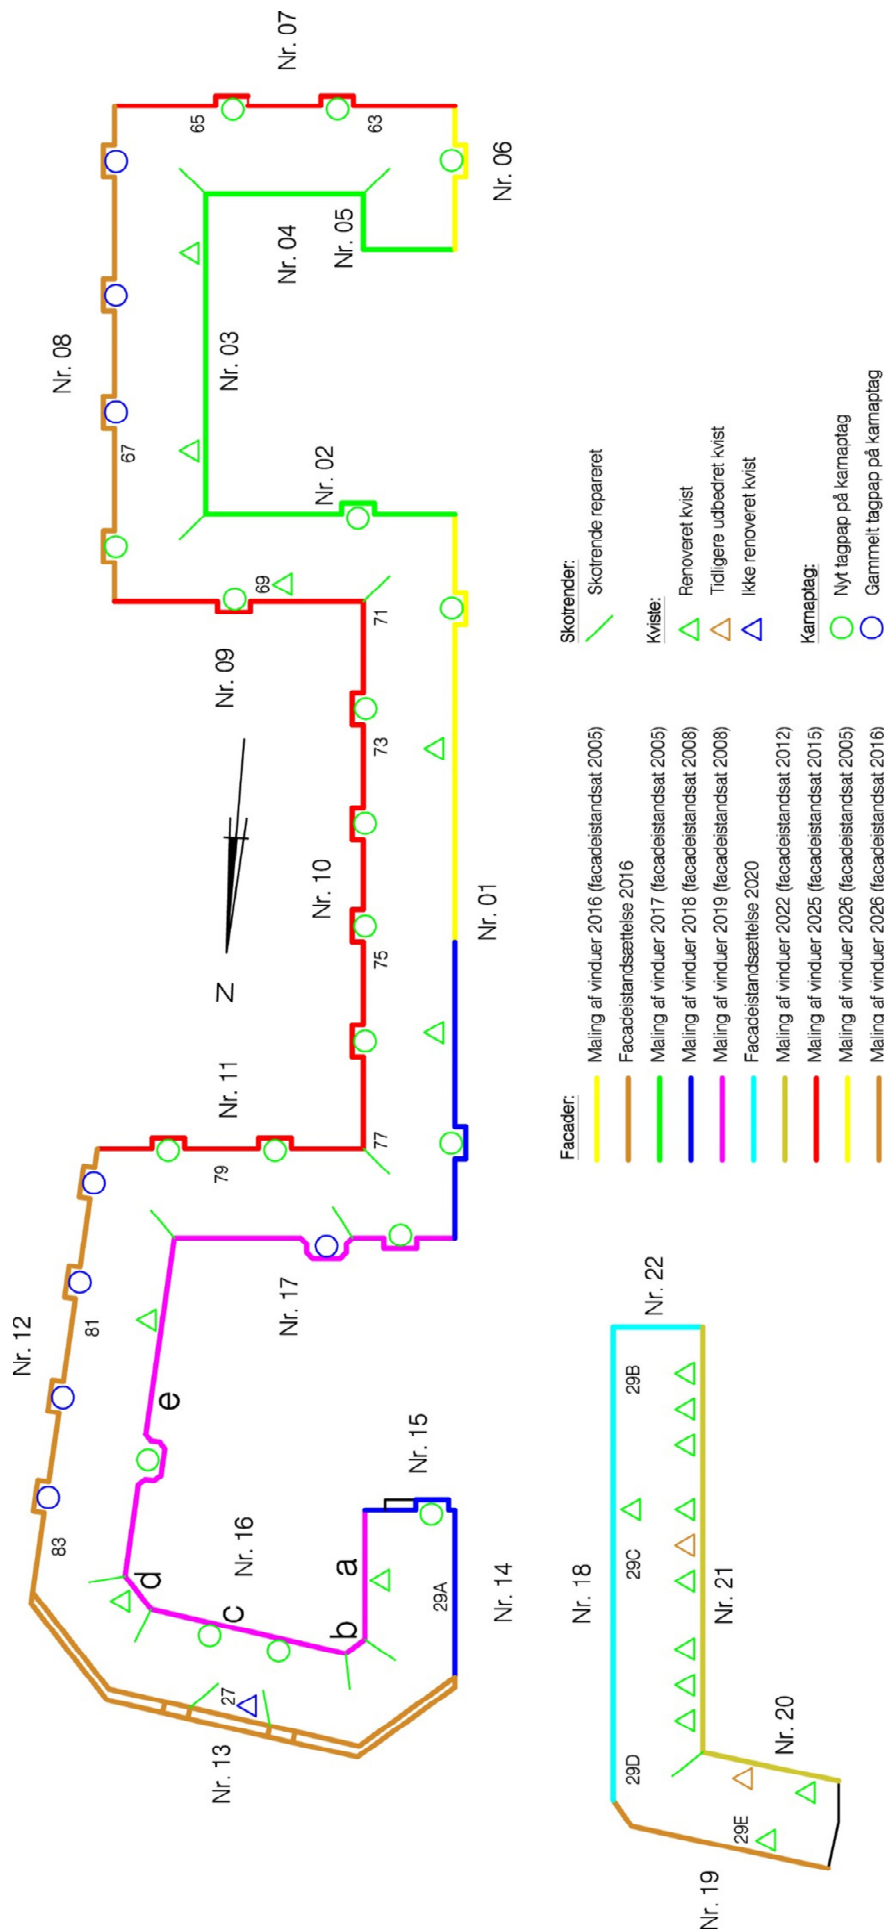 Nr. 07
65
63
Nr. 06
Nr. 05
Nr. 04
Nr. 03
Nr. 08
67
Nr. 02
69
71
Nr. 09
73
Nr. 10
75
Nr. 01
N
Nr. 11
79
77
Nr. 12
81
83
Nr. 17
e
d
Nr. 16
c
b
a
Nr. 15
29A
Nr. 14
27
Nr. 13
Nr. 22
29B
Nr. 18
29C
Nr. 21
29D
Nr. 20
29E
Nr. 19
Facader:
Maling af vinduer 2016 (facadeistandsat 2005)
Facadeistandsættelse 2016
Maling af vinduer 2017 (facadeistandsat 2005)
Maling af vinduer 2018 (facadeistandsat 2008)
Maling af vinduer 2019 (facadeistandsat 2008)
Facadeistandsættelse 2020
Maling af vinduer 2022 (facadeistandsat 2012)
Maling af vinduer 2025 (facadeistandsat 2015)
Maling af vinduer 2026 (facadeistandsat 2005)
Maling af vinduer 2026 (facadeistandsat 2016)
Skotrender:
Skotrende repareret
Kviste:
Renoveret kvist
Tidligere udbedret kvist
Ikke renoveret kvist
Karnaptag:
Nyt tagpap på karnaptag
Gammelt tagpap på karnaptag